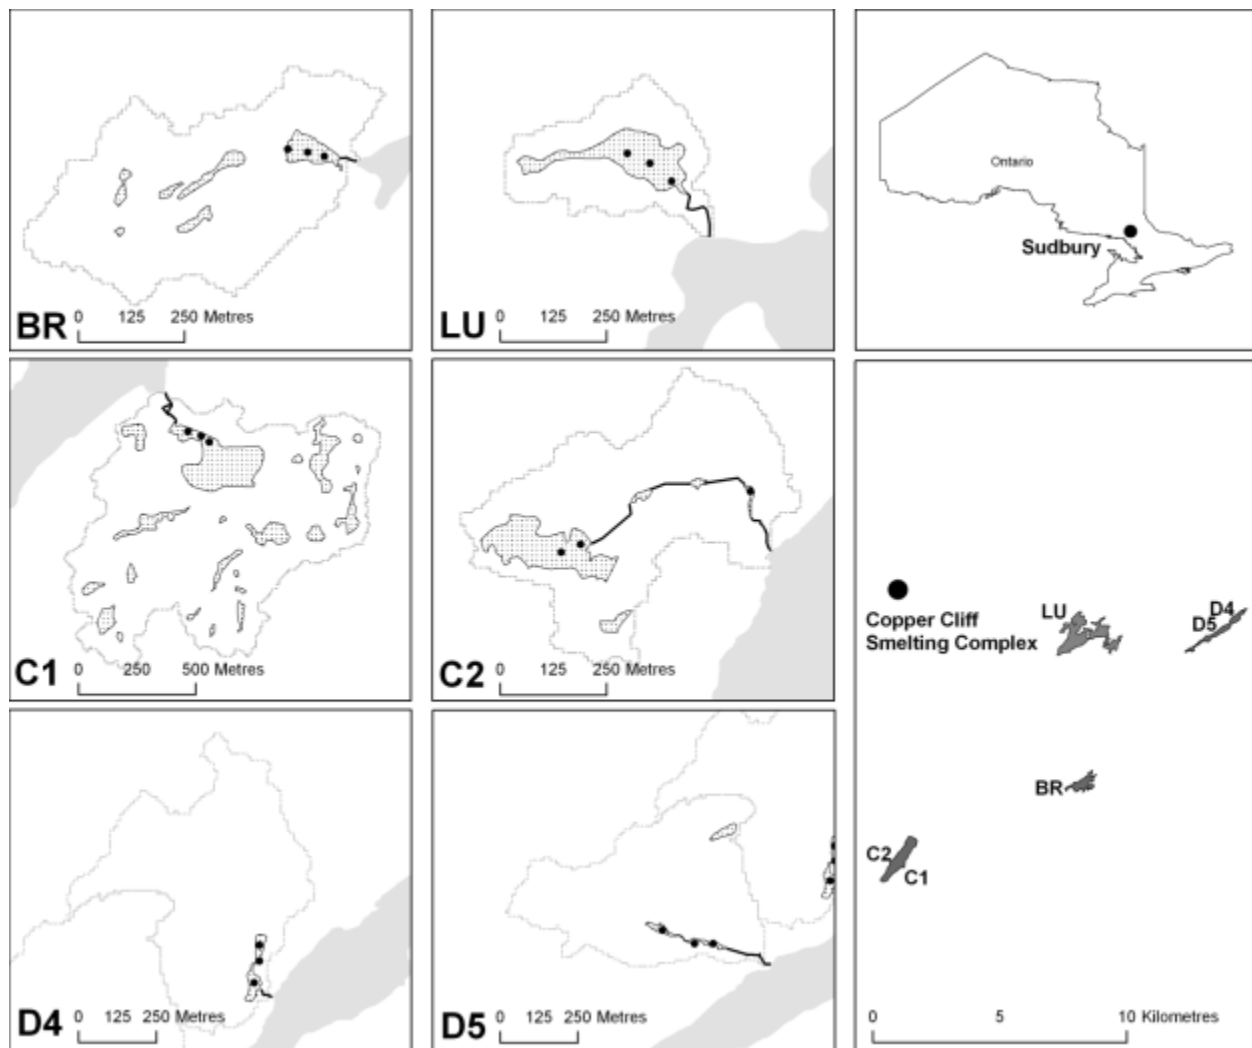 BR
0 125 250 Metres
LU
0 125 250 Metres
Ontario
Sudbury
C1
0 250 500 Metres
C2
0 125 250 Metres
D4
0 125 250 Metres
D5
0 125 250 Metres
Copper Cliff
Smelting Complex
LU
D4
D5
BR
C2
C1
0 5 10 Kilometres